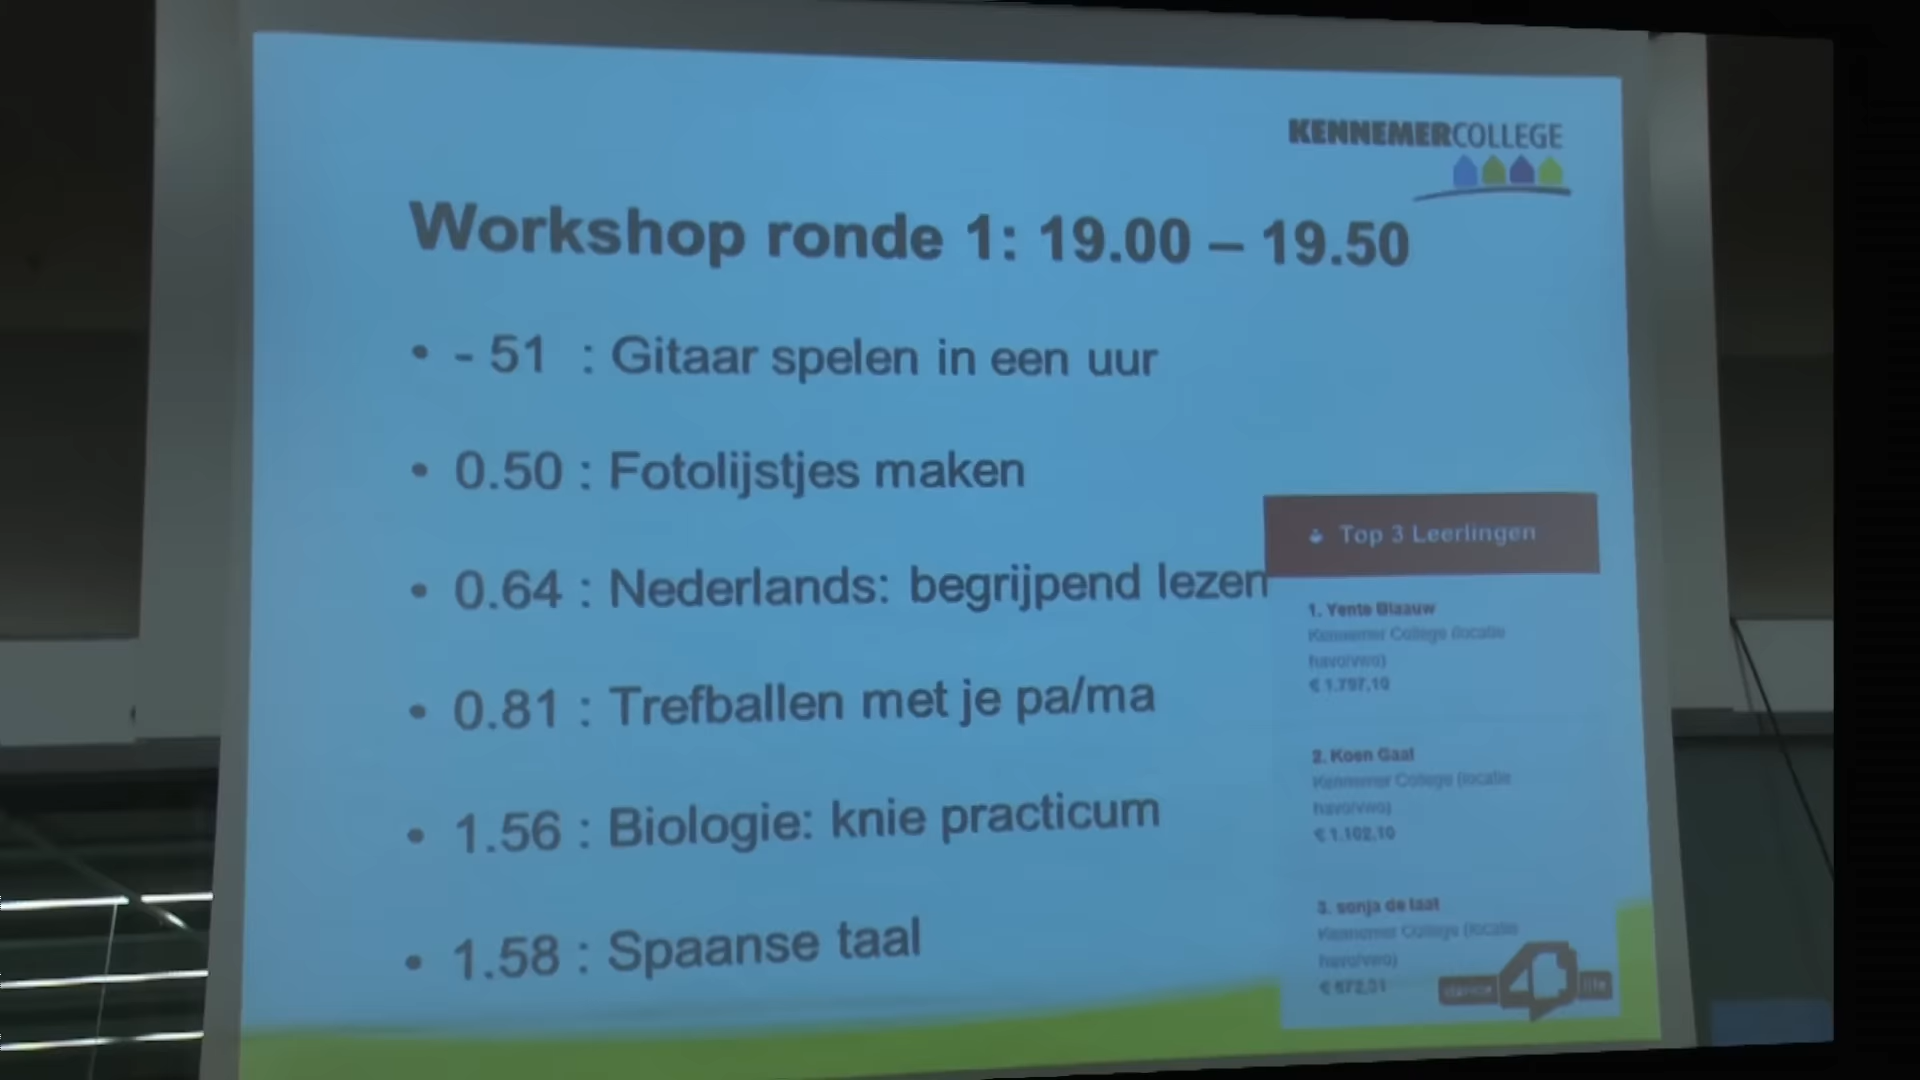 KENNEMERCOLLEGE
Workshop ronde 1: 19.00 – 19.50
• - 51 : Gitaar spelen in een uur
• 0.50 : Fotolijstjes maken
• 0.64 : Nederlands: begrijpend lezen
• 0.81 : Trefballen met je pa/ma
• 1.56 : Biologie: knie practicum
• 1.58 : Spaanse taal
Top 3 Leerlingen
1. Yente Blaauw
Kennemer College (locatie
havo/vwo)
€ 1.797,10
2. Koen Gaal
Kennemer College (locatie
havo/vwo)
€ 1.102,10
3. sonja de laat
Kennemer College (locatie
havo/vwo)
dance
4
life